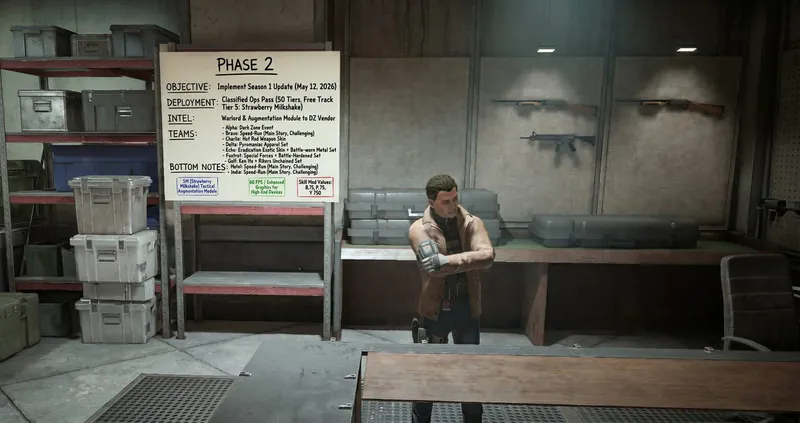 PHASE 2
OBJECTIVE: Implement Season 1 Update (May 12, 2026)
DEPLOYMENT: Classified Ops Pass (50 Tiers, Free Track
Tier 5: Strawberry Milkshake)
INTEL: Warlord & Augmentation Module to DZ Vendor
TEAMS:
- Alpha: Dark Zone Event
- Bravo: Speed-Run (Main Story, Challenging)
- Charlie: Hot Rod Weapon Skin
- Delta: Pyromaniac Apparel Set
- Echo: Eradication Exotic Skin + Battle-worn Metal Set
- Foxtrot: Special Forces + Battle-Hardened Set
- Golf: Ken Ito + Rikers Unchained Set
BOTTOM NOTES: - Hotel: Speed-Run (Main Story, Challenging)
- India: Speed-Run (Main Story, Challenging)
SM (Strawberry
Milkshake) Tactical
Augmentation Module
60 FPS / Enhanced
Graphics for
High-End Devices
Skill Mod Values:
8.75, P. 75,
Y 750